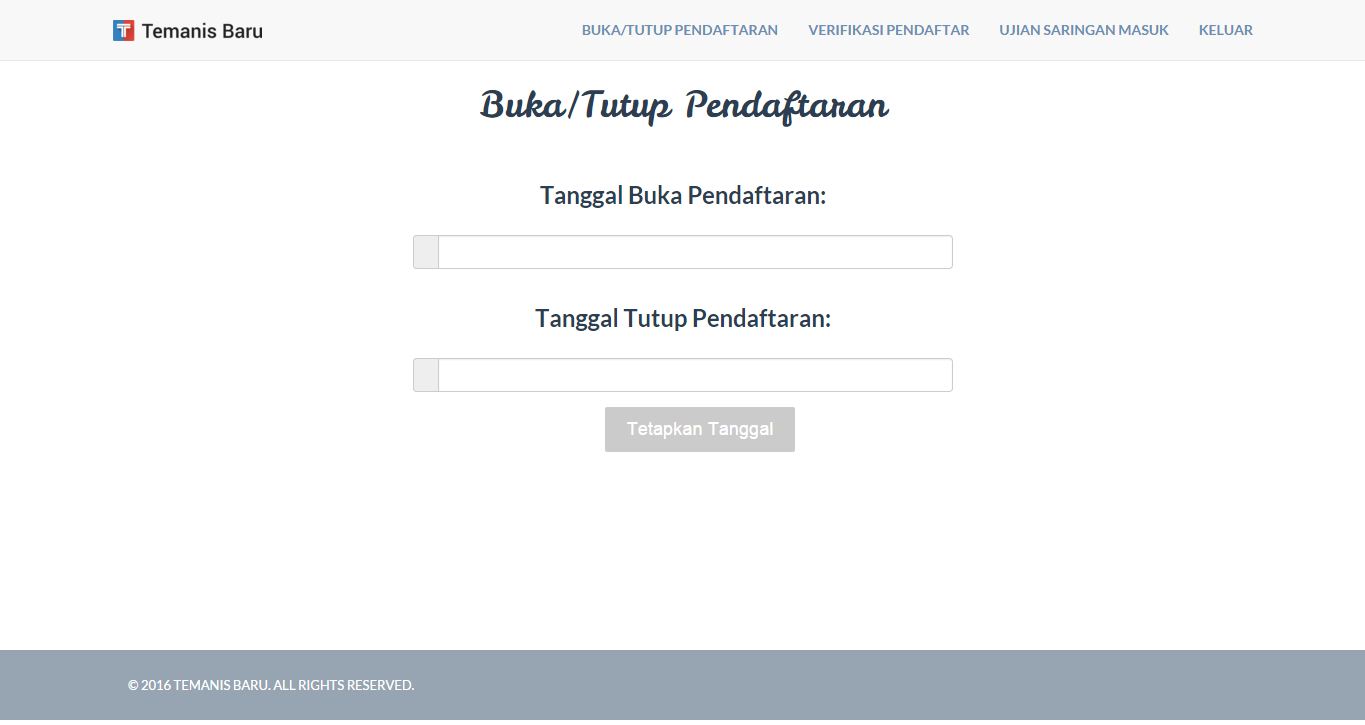 Temanis Baru
BUKA/TUTUP PENDAFTARAN VERIFIKASI PENDAFTAR UJIAN SARINGAN MASUK KELUAR
Buka/Tutup Pendaftaran
Tanggal Buka Pendaftaran:
Tanggal Tutup Pendaftaran:
Tetapkan Tanggal
© 2016 TEMANIS BARU. ALL RIGHTS RESERVED.